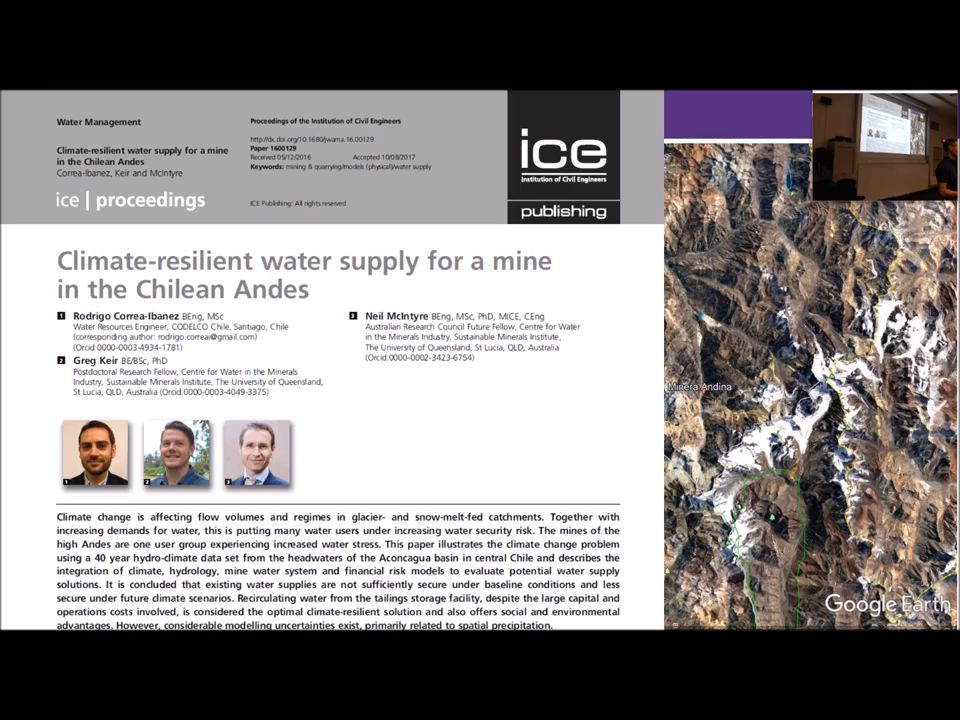 Water Management
Climate-resilient water supply for a mine
in the Chilean Andes
Correa-Ibanez, Keir and McIntyre
ice | proceedings
Proceedings of the Institution of Civil Engineers
http://dx.doi.org/10.1680/jwama.16.00129
Paper 1600129
Received 05/12/2016 Accepted 10/08/2017
Keywords: mining & quarrying/models (physical)/water supply
ICE Publishing: All rights reserved
ice
Institution of Civil Engineers
publishing
Climate-resilient water supply for a mine
in the Chilean Andes
1 Rodrigo Correa-Ibanez BEng, MSc
Water Resources Engineer, CODELCO Chile, Santiago, Chile
(corresponding author: rodrigo.correai@gmail.com)
(Orcid:0000-0003-4934-1781)
2 Greg Keir BE/BSc, PhD
Postdoctoral Research Fellow, Centre for Water in the Minerals
Industry, Sustainable Minerals Institute, The University of Queensland,
St Lucia, QLD, Australia (Orcid:0000-0003-4049-3375)
3 Neil McIntyre BEng, MSc, PhD, MICE, CEng
Australian Research Council Future Fellow, Centre for Water
in the Minerals Industry, Sustainable Minerals Institute,
The University of Queensland, St Lucia, QLD, Australia
(Orcid:0000-0002-3423-6754)
1
2
3
Climate change is affecting flow volumes and regimes in glacier- and snow-melt-fed catchments. Together with
increasing demands for water, this is putting many water users under increasing water security risk. The mines of the
high Andes are one user group experiencing increased water stress. This paper illustrates the climate change problem
using a 40 year hydro-climate data set from the headwaters of the Aconcagua basin in central Chile and describes the
integration of climate, hydrology, mine water system and financial risk models to evaluate potential water supply
solutions. It is concluded that existing water supplies are not sufficiently secure under baseline conditions and less
secure under future climate scenarios. Recirculating water from the tailings storage facility, despite the large capital and
operations costs involved, is considered the optimal climate-resilient solution and also offers social and environmental
advantages. However, considerable modelling uncertainties exist, primarily related to spatial precipitation.
Minera Andina
Google Earth